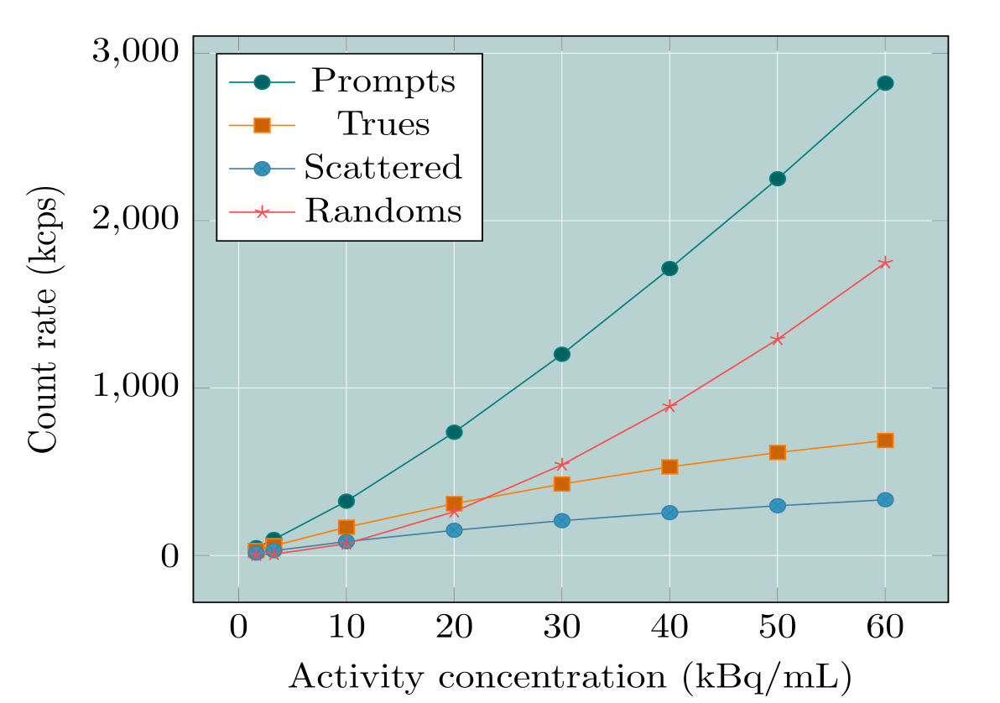 3,000
2,000
1,000
0
Count rate (kcps)
Prompts
Trues
Scattered
Randoms
0 10 20 30 40 50 60
Activity concentration (kBq/mL)